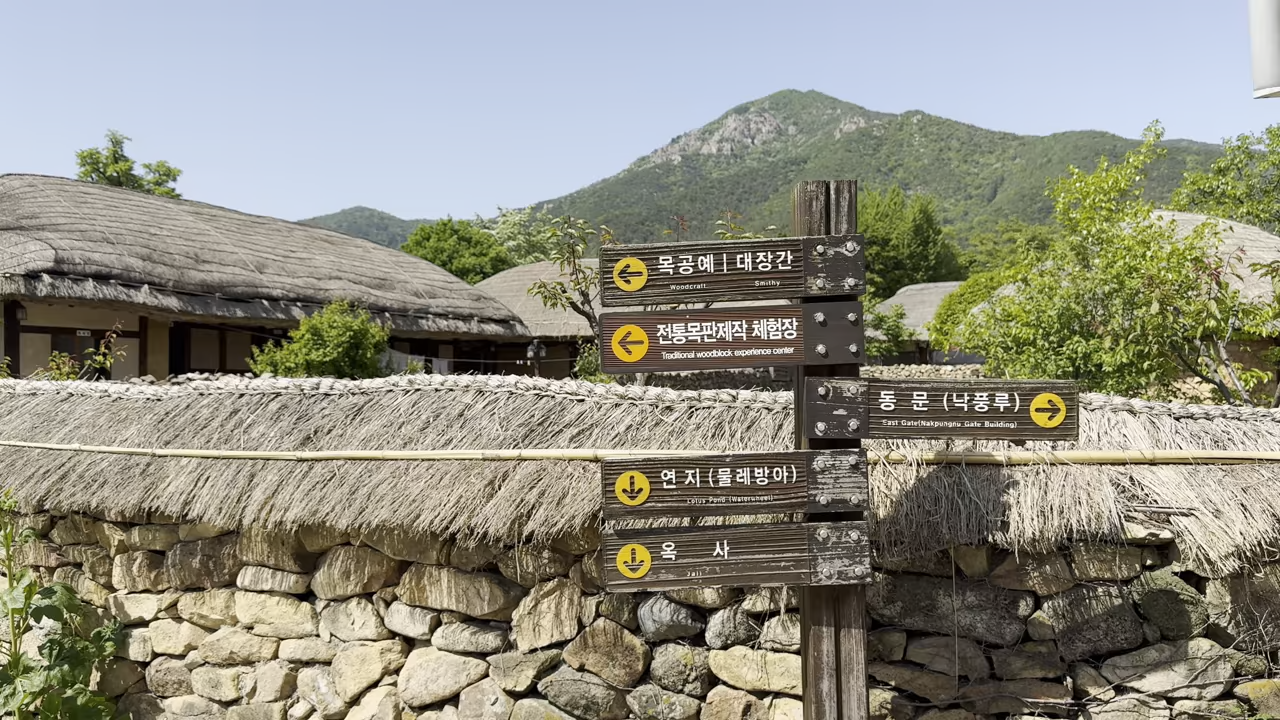 목공예 | 대장간
Woodcraft Smithy
전통목판제작 체험장
Traditional woodblock experience center
동 문 (낙풍루)
East Gate(Nakpungnu Gate Building)
연 지 (물레방아)
Lotus Pond (Waterwheel)
옥 사
Jail